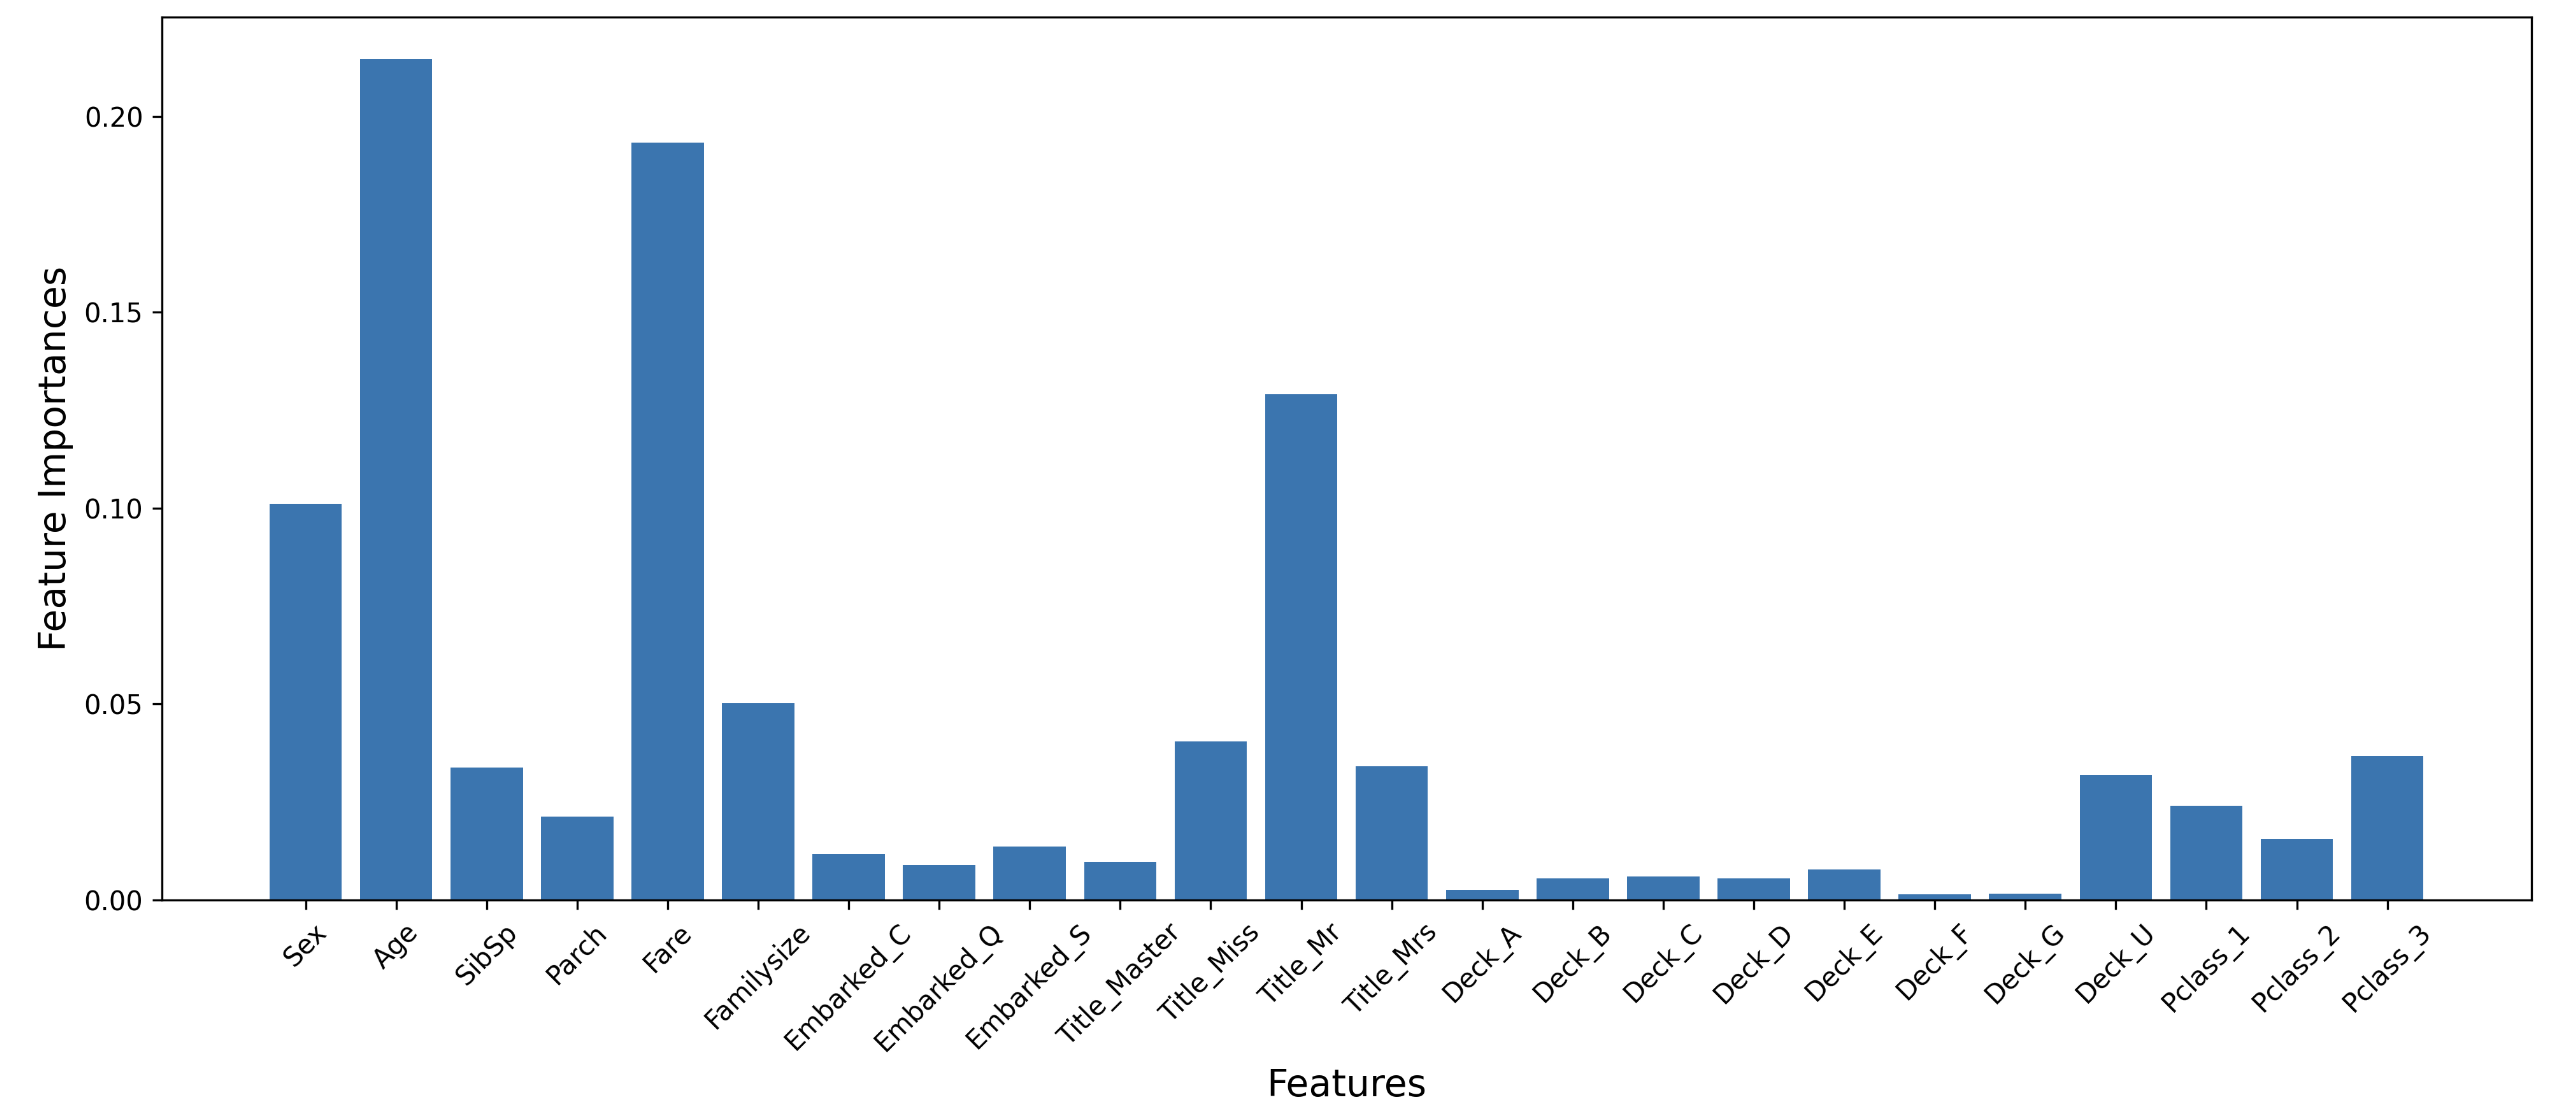 Feature Importances
0.20
0.15
0.10
0.05
0.00
Sex
Age
SibSp
Parch
Fare
Familysize
Embarked_C
Embarked_Q
Embarked_S
Title_Master
Title_Miss
Title_Mr
Title_Mrs
Deck_A
Deck_B
Deck_C
Deck_D
Deck_E
Deck_F
Deck_G
Deck_U
Pclass_1
Pclass_2
Pclass_3
Features